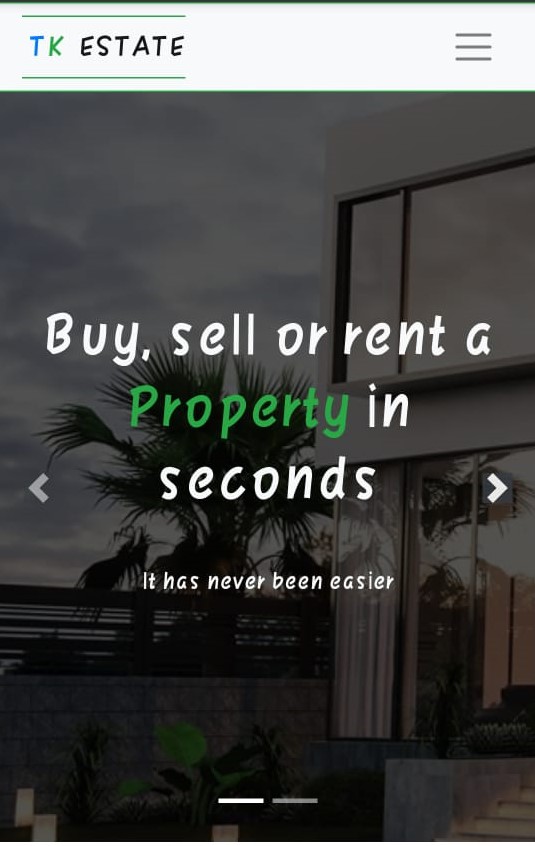 TK ESTATE
Buy, sell or rent a
Property in
seconds
It has never been easier